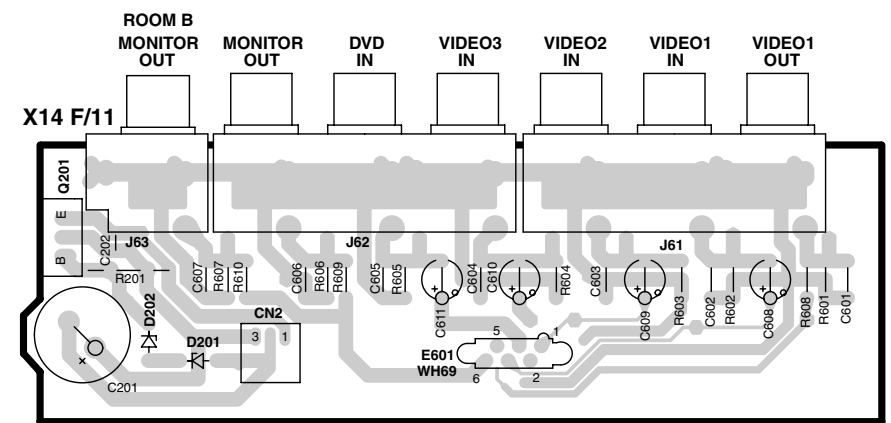 ROOM B
MONITOR
OUT
MONITOR
OUT
DVD
IN
VIDEO3
IN
VIDEO2
IN
VIDEO1
IN
VIDEO1
OUT
X14 F/11
Q201
E
B
C202
J63
J62
J61
R201
C607
R607
R610
C606
R606
R609
C605
R605
C611
C604
C610
R604
C603
C609
R603
C602
R602
C608
R608
R601
C601
D202
D201
CN2
3 1
C201
E601
WH69
5 1
6 2